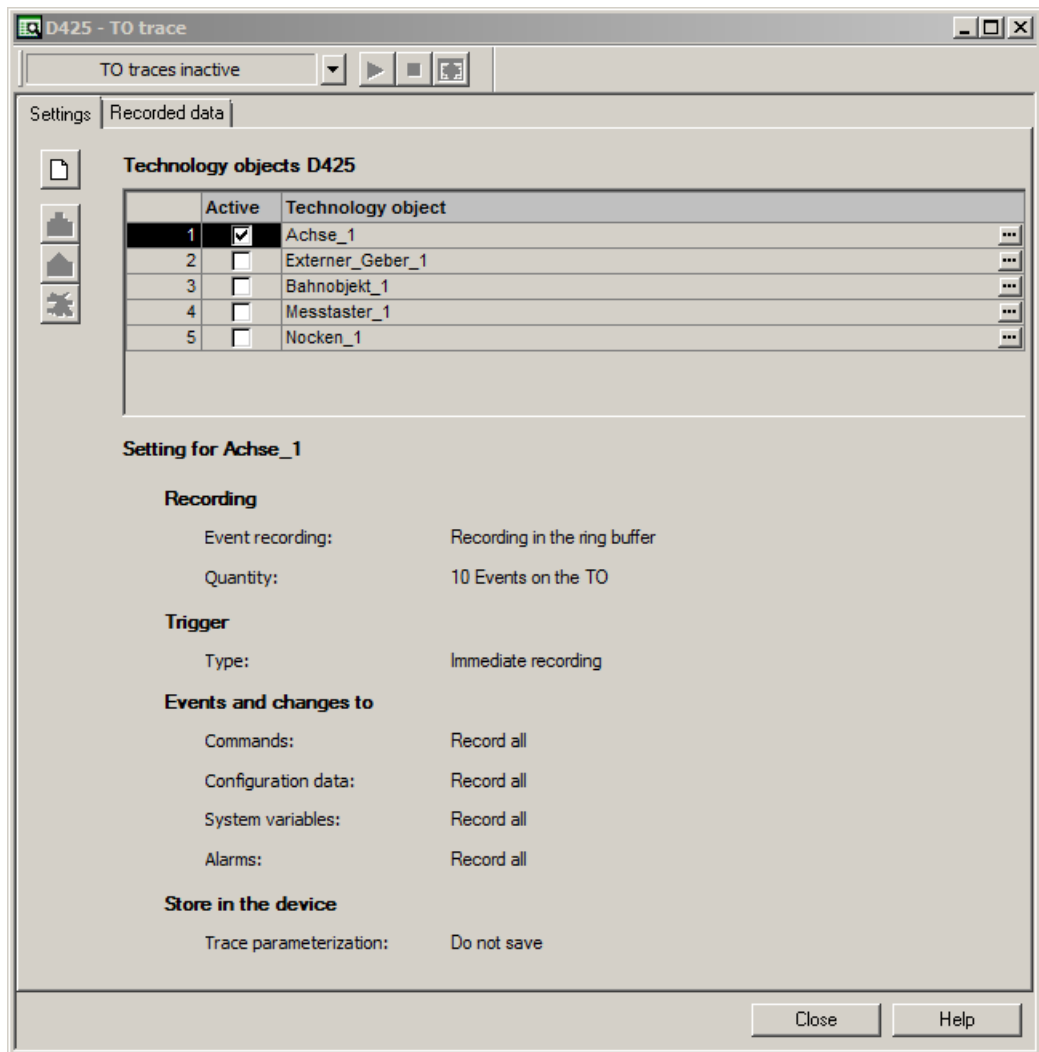 D425 - TO trace
TO traces inactive
Settings Recorded data
Technology objects D425
Active Technology object
1 Achse_1 ...
2 Externer_Geber_1 ...
3 Bahnobjekt_1 ...
4 Messtaster_1 ...
5 Nocken_1 ...
Setting for Achse_1
Recording
Event recording: Recording in the ring buffer
Quantity: 10 Events on the TO
Trigger
Type: Immediate recording
Events and changes to
Commands: Record all
Configuration data: Record all
System variables: Record all
Alarms: Record all
Store in the device
Trace parameterization: Do not save
Close Help